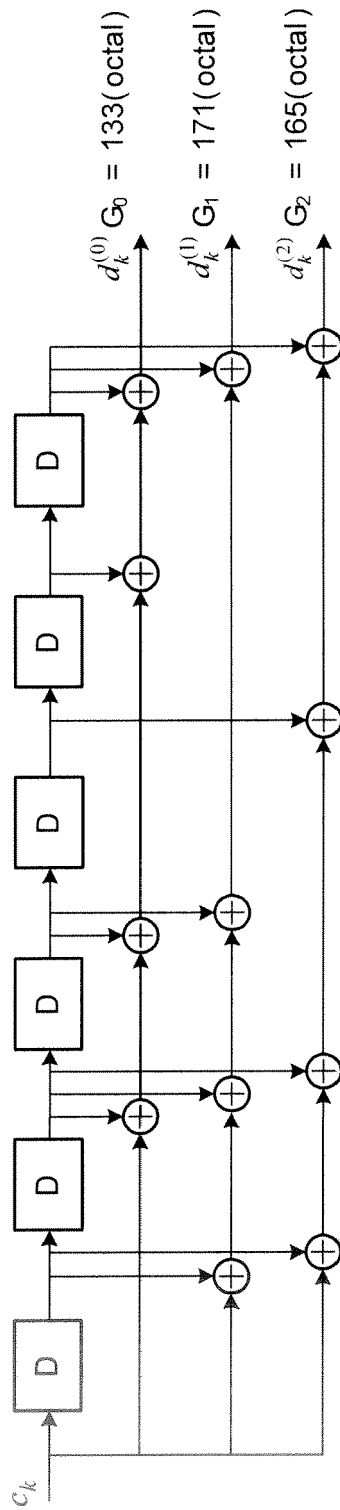 c_k
D
D
D
D
D
D
d_k^{(0)} G_0 = 133(octal)
d_k^{(1)} G_1 = 171(octal)
d_k^{(2)} G_2 = 165(octal)